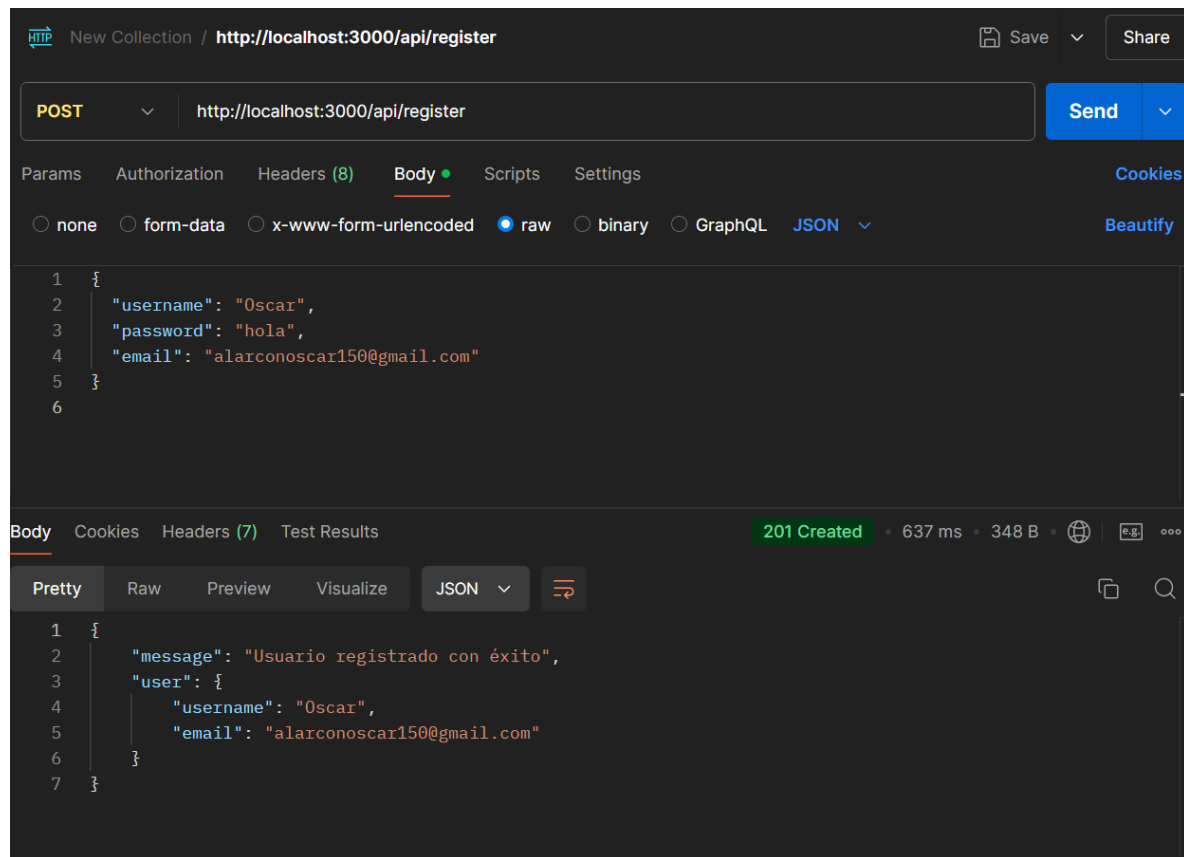 HTTP New Collection / http://localhost:3000/api/register Save Share
POST http://localhost:3000/api/register Send
Params Authorization Headers (8) Body Scripts Settings Cookies
none form-data x-www-form-urlencoded raw binary GraphQL JSON Beautify
1 {
2 "username": "Oscar",
3 "password": "hola",
4 "email": "alarconoscar150@gmail.com"
5 }
6
Body Cookies Headers (7) Test Results 201 Created • 637 ms • 348 B • e.g.
Pretty Raw Preview Visualize JSON
1 {
2 "message": "Usuario registrado con éxito",
3 "user": {
4 "username": "Oscar",
5 "email": "alarconoscar150@gmail.com"
6 }
7 }